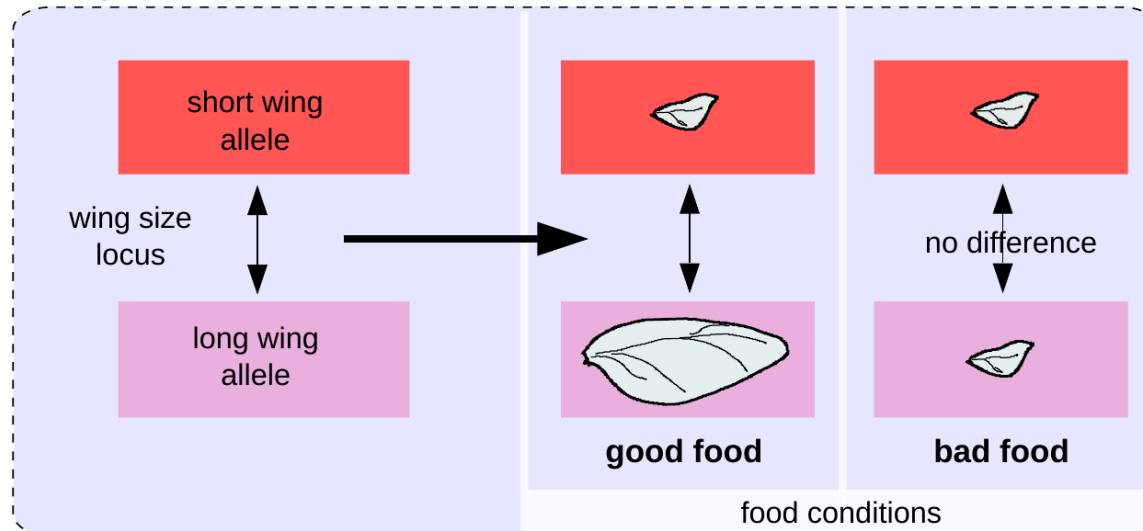 short wing
allele
wing size
locus
long wing
allele
no difference
good food
bad food
food conditions